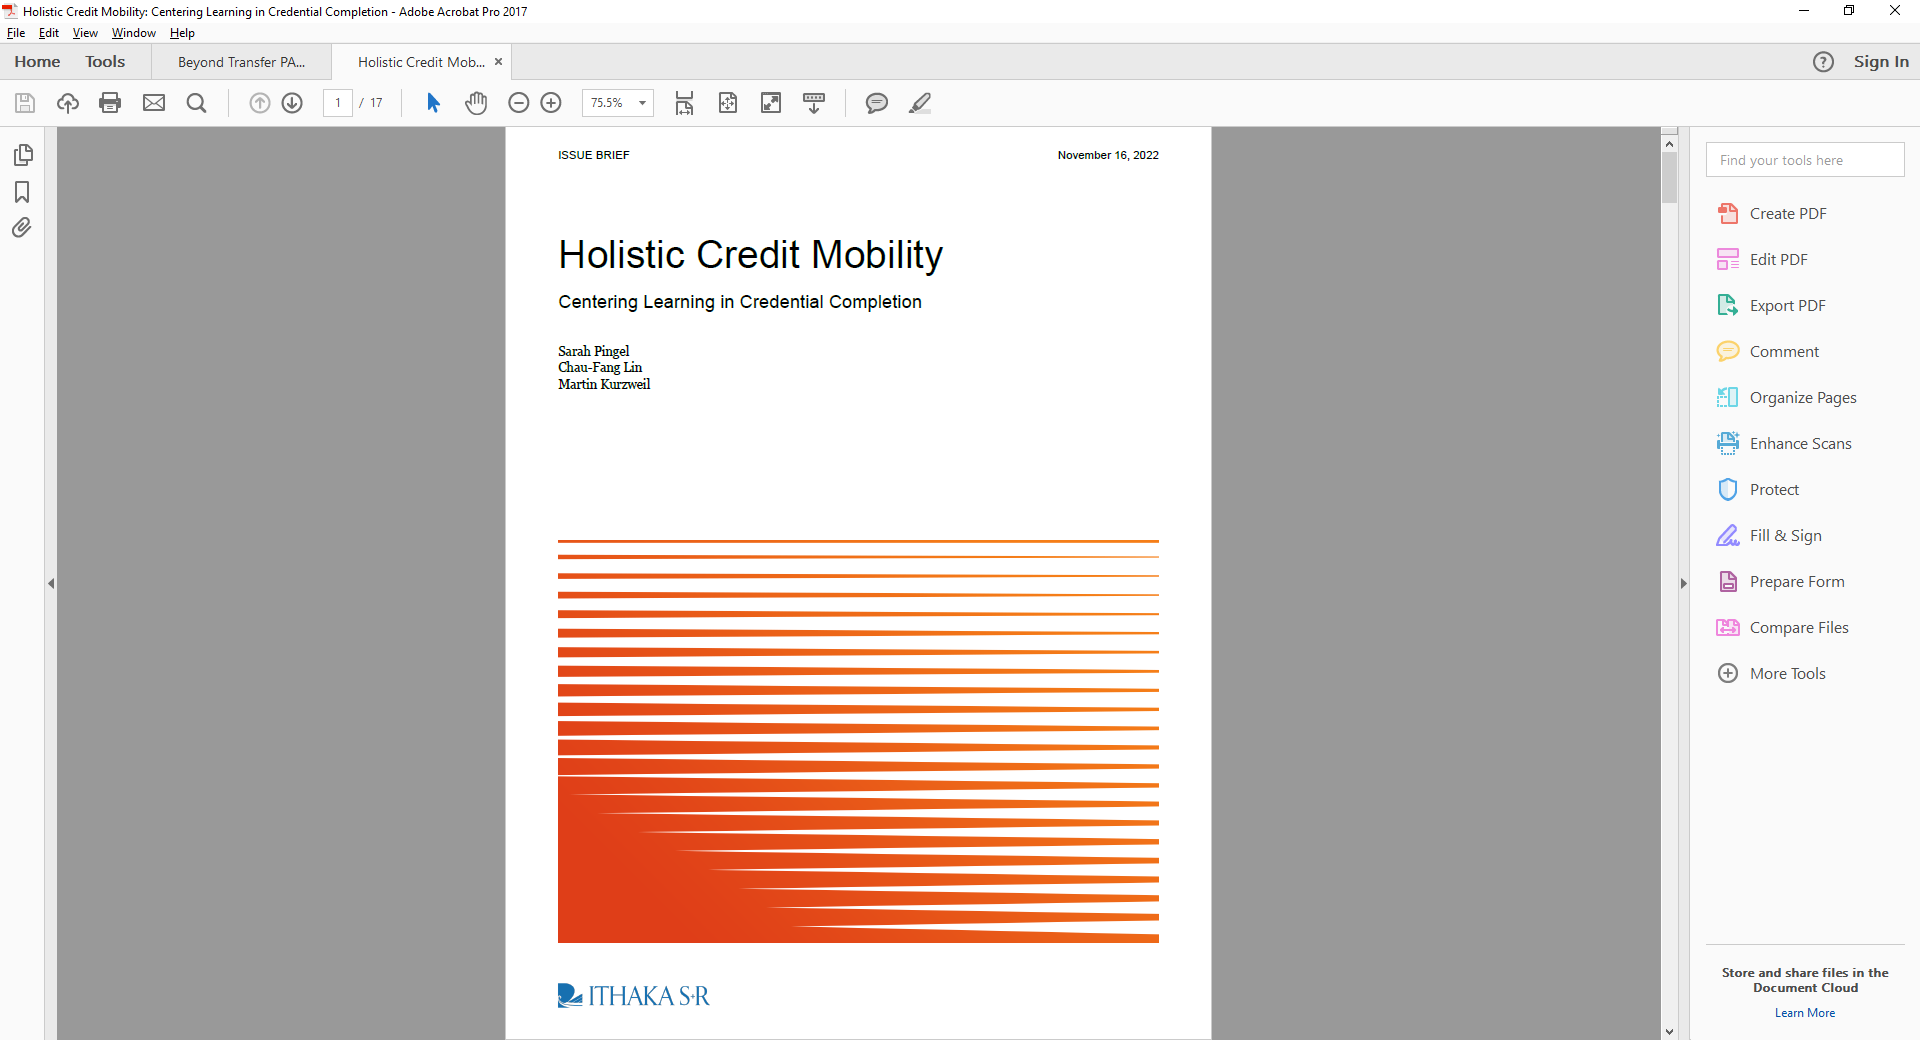 Holistic Credit Mobility: Centering Learning in Credential Completion - Adobe Acrobat Pro 2017
File Edit View Window Help
Home Tools Beyond Transfer PA... Holistic Credit Mob... × Sign In
1 / 17 75.5%
Find your tools here
Create PDF
Edit PDF
Export PDF
Comment
Organize Pages
Enhance Scans
Protect
Fill & Sign
Prepare Form
Compare Files
More Tools
Store and share files in the
Document Cloud
Learn More
ISSUE BRIEF November 16, 2022
Holistic Credit Mobility
Centering Learning in Credential Completion
Sarah Pingel
Chau-Fang Lin
Martin Kurzweil
ITHAKA S+R